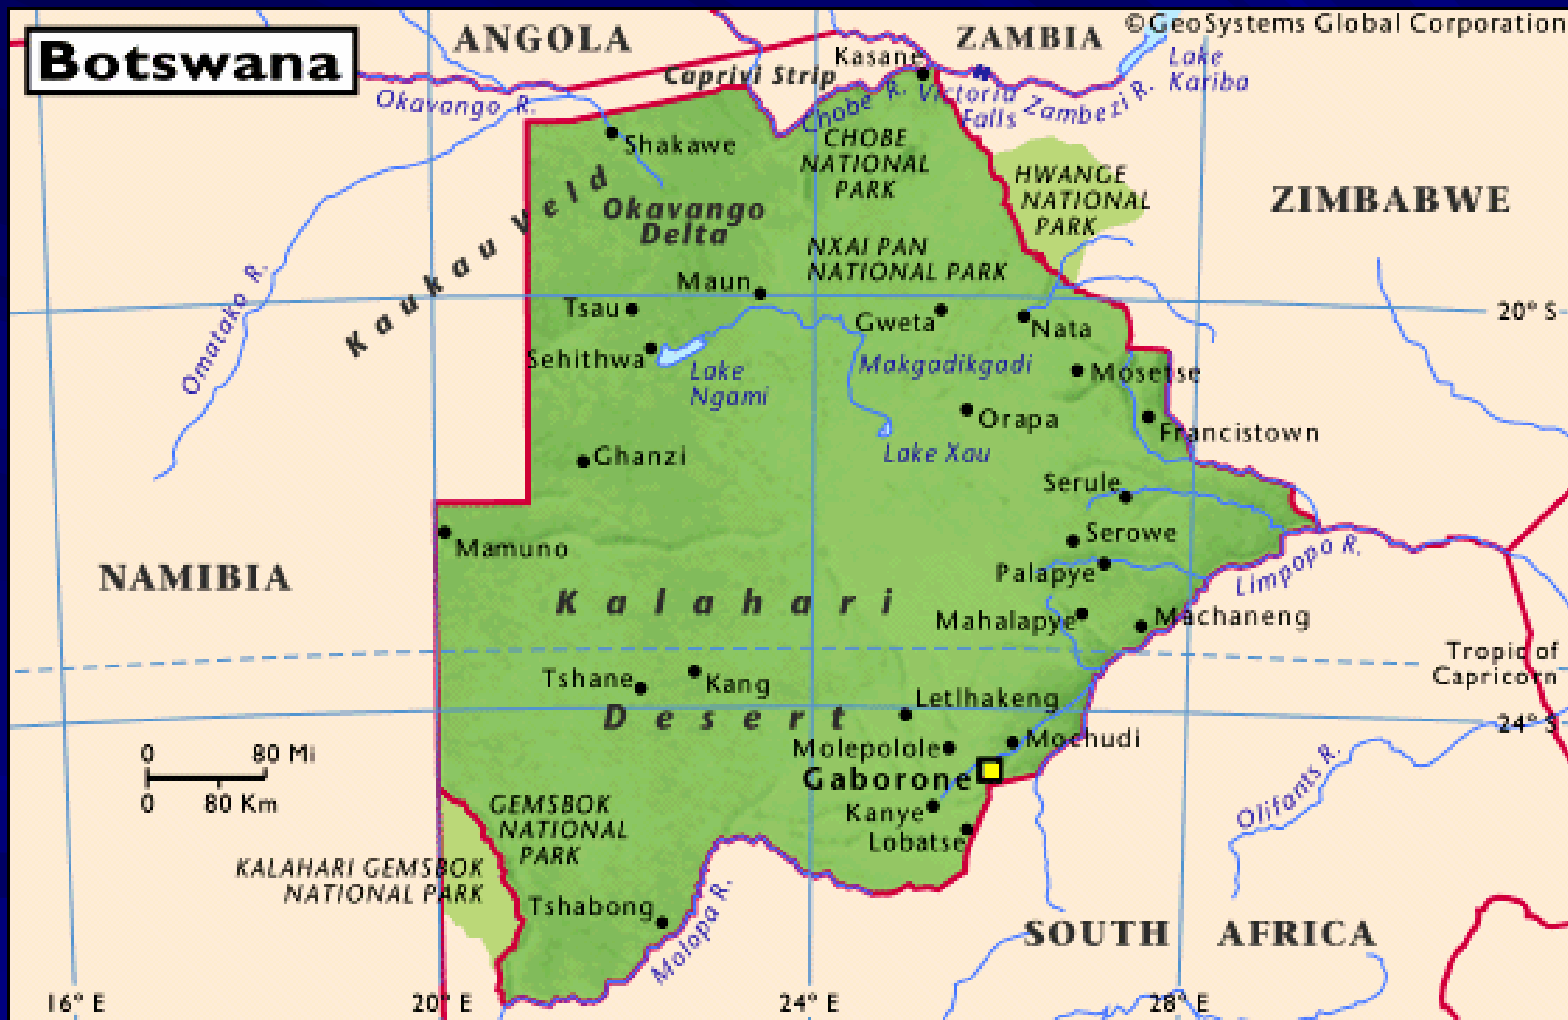 Botswana
ANGOLA
ZAMBIA
©GeoSystems Global Corporation
Kasane
Lake
Kariba
Caprivi Strip
Okavango R.
Chobe R.
Victoria
Falls
Zambezi R.
Shakawe
CHOBE
NATIONAL
PARK
HWANGE
NATIONAL
PARK
ZIMBABWE
Kaukau Veld
Okavango
Delta
NXAI PAN
NATIONAL PARK
Omatako R.
Maun
Tsau
Gweta
Nata
20° S
Sehithwa
Lake
Ngami
Makgadikgadi
Mosetse
Orapa
Francistown
Lake Xau
Ghanzi
Serule
Serowe
Mamuno
Palapye
Limpopo R.
NAMIBIA
Kalahari
Mahalapye
Machaneng
Tropic of
Capricorn
Tshane
Kang
Letlhakeng
Desert
24° S
Molepolole
Mochudi
0 80 Mi
0 80 Km
Gaborone
Kanye
Lobatse
Olifants R.
GEMSBOK
NATIONAL
PARK
KALAHARI GEMSBOK
NATIONAL PARK
Tshabong
Molopa R.
SOUTH AFRICA
16° E
20° E
24° E
28° E